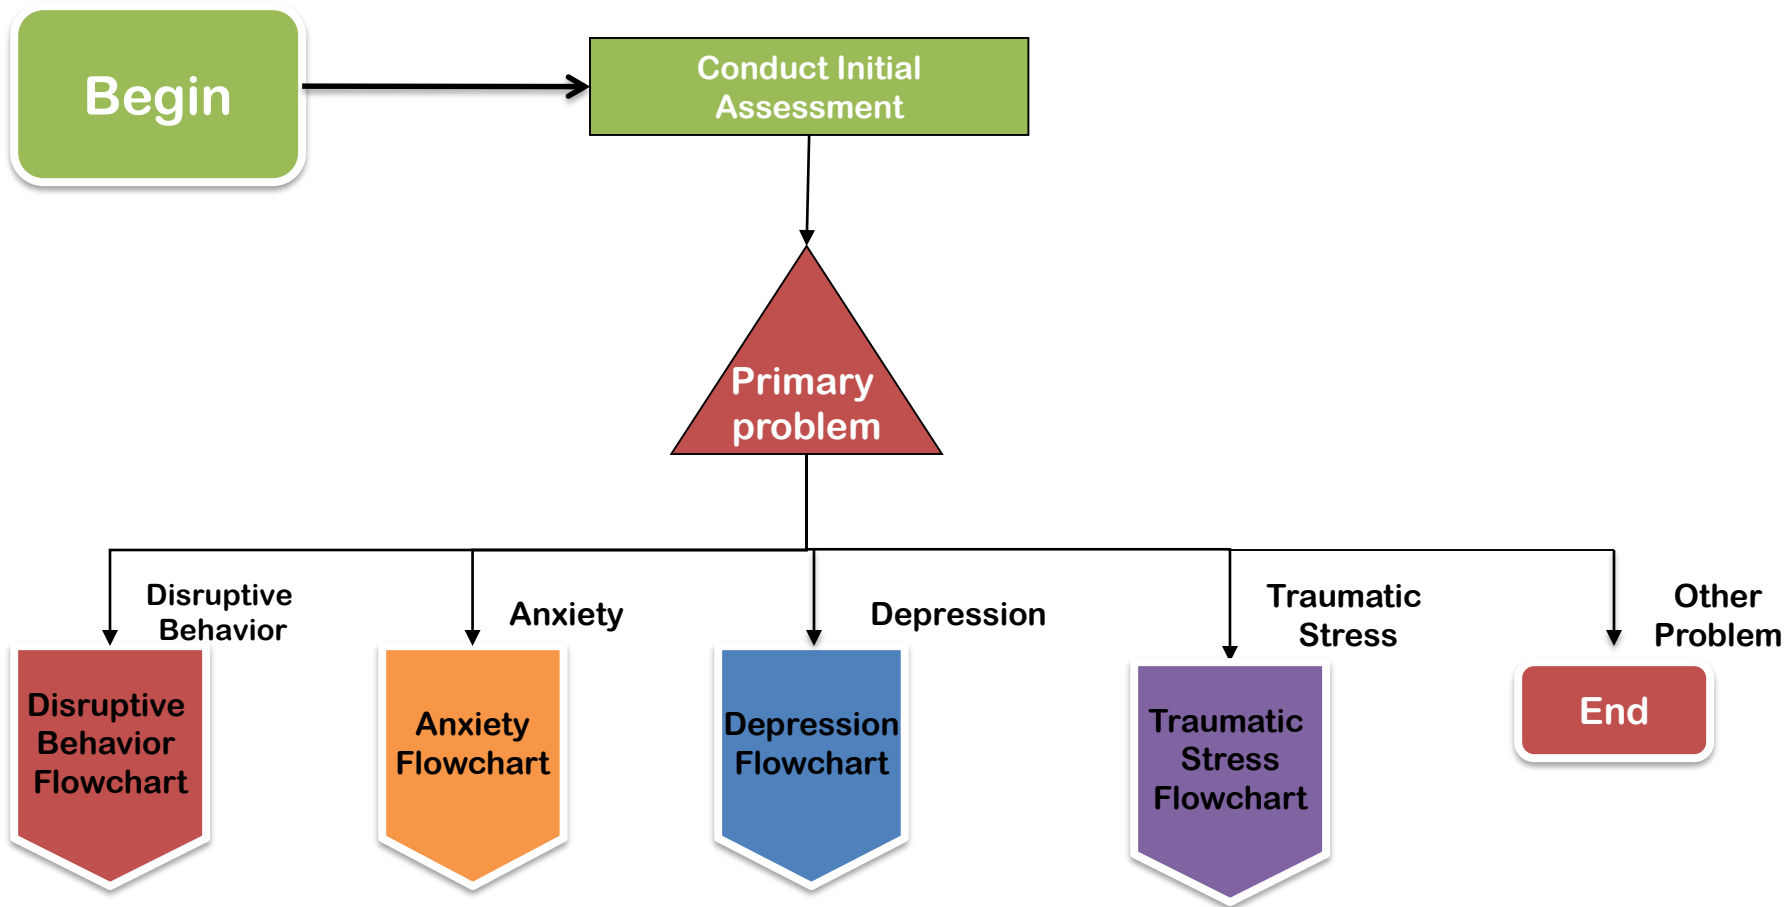 Begin
Conduct Initial
Assessment
Primary
problem
Disruptive
Behavior
Anxiety
Depression
Traumatic
Stress
Other
Problem
Disruptive
Behavior
Flowchart
Anxiety
Flowchart
Depression
Flowchart
Traumatic
Stress
Flowchart
End